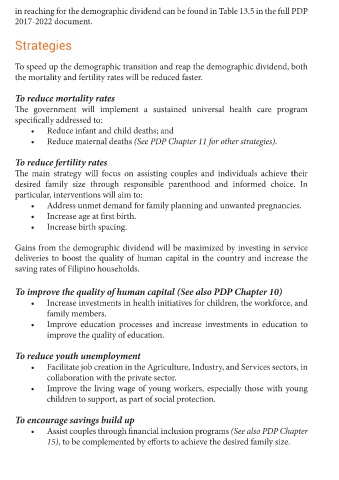 in reaching for the demographic dividend can be found in Table 13.5 in the full PDP
2017-2022 document.
Strategies
To speed up the demographic transition and reap the demographic dividend, both
the mortality and fertility rates will be reduced faster.
To reduce mortality rates
The government will implement a sustained universal health care program
specifically addressed to:
• Reduce infant and child deaths; and
• Reduce maternal deaths (See PDP Chapter 11 for other strategies).
To reduce fertility rates
The main strategy will focus on assisting couples and individuals achieve their
desired family size through responsible parenthood and informed choice. In
particular, interventions will aim to:
• Address unmet demand for family planning and unwanted pregnancies.
• Increase age at first birth.
• Increase birth spacing.
Gains from the demographic dividend will be maximized by investing in service
deliveries to boost the quality of human capital in the country and increase the
saving rates of Filipino households.
To improve the quality of human capital (See also PDP Chapter 10)
• Increase investments in health initiatives for children, the workforce, and
family members.
• Improve education processes and increase investments in education to
improve the quality of education.
To reduce youth unemployment
• Facilitate job creation in the Agriculture, Industry, and Services sectors, in
collaboration with the private sector.
• Improve the living wage of young workers, especially those with young
children to support, as part of social protection.
To encourage savings build up
• Assist couples through financial inclusion programs (See also PDP Chapter
15), to be complemented by efforts to achieve the desired family size.